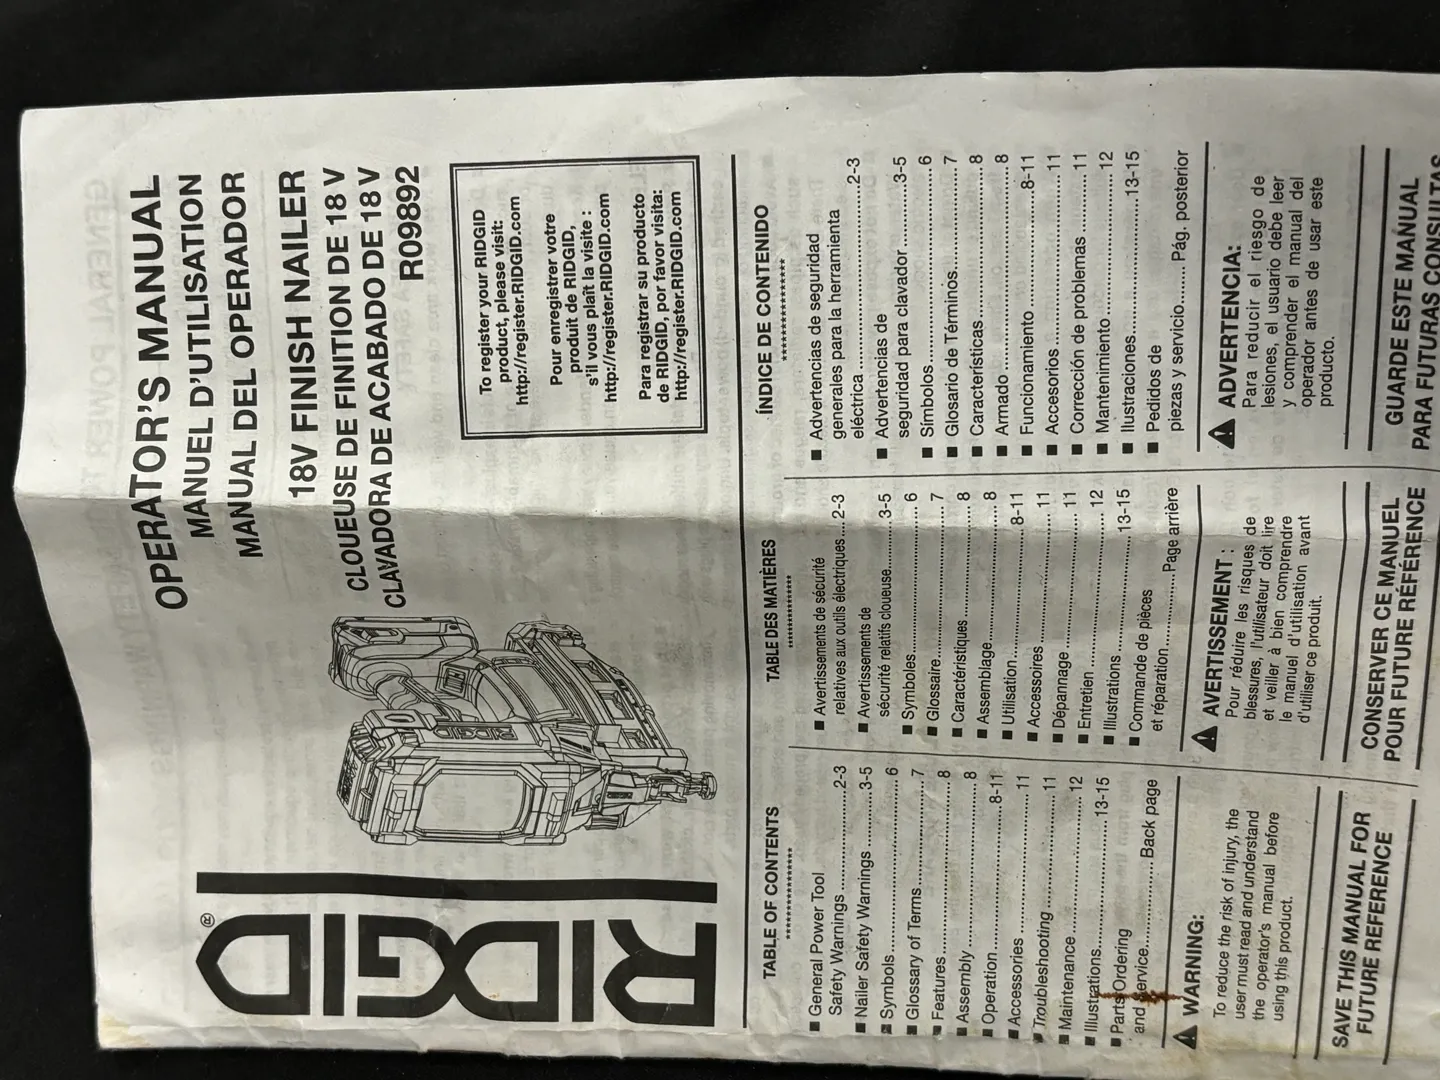 RIDGID®
OPERATOR'S MANUAL
MANUEL D'UTILISATION
MANUAL DEL OPERADOR
18V FINISH NAILER
CLOUEUSE DE FINITION DE 18 V
CLAVADORA DE ACABADO DE 18 V
R09892
To register your RIDGID
product, please visit:
http://register.RIDGID.com
Pour enregistrer votre
produit de RIDGID,
s'il vous plaît la visite :
http://register.RIDGID.com
Para registrar su producto
de RIDGID, por favor visita:
http://register.RIDGID.com
TABLE OF CONTENTS
****************
■ General Power Tool
Safety Warnings ..........2-3
■ Nailer Safety Warnings ..........3-5
■ Symbols..........6
■ Glossary of Terms..........7
■ Features..........8
■ Assembly..........8
■ Operation..........8-11
■ Accessories..........11
■ Troubleshooting..........11
■ Maintenance..........12
■ Illustrations..........13-15
■ Parts Ordering
and Service..........Back page
WARNING:
To reduce the risk of injury, the
user must read and understand
the operator's manual before
using this product.
SAVE THIS MANUAL FOR
FUTURE REFERENCE
TABLE DES MATIÈRES
****************
■ Avertissements de sécurité
relatives aux outils électriques....2-3
■ Avertissements de
sécurité relatifs cloueuse..........3-5
■ Symboles..........6
■ Glossaire..........7
■ Caractéristiques..........8
■ Assemblage..........8
■ Utilisation..........8-11
■ Accessoires..........11
■ Dépannage..........11
■ Entretien..........12
■ Illustrations..........13-15
■ Commande de pièces
et réparation..........Page arrière
AVERTISSEMENT :
Pour réduire les risques de
blessures, l'utilisateur doit lire
et veiller à bien comprendre
le manuel d'utilisation avant
d'utiliser ce produit.
CONSERVER CE MANUEL
POUR FUTURE RÉFÉRENCE
ÍNDICE DE CONTENIDO
****************
■ Advertencias de seguridad
generales para la herramienta
eléctrica..........2-3
■ Advertencias de
seguridad para clavador..........3-5
■ Símbolos..........6
■ Glosario de Términos..........7
■ Características..........8
■ Armado..........8
■ Funcionamiento..........8-11
■ Accesorios..........11
■ Corrección de problemas..........11
■ Mantenimiento..........12
■ Ilustraciones..........13-15
■ Pedidos de
piezas y servicio..........Pág. posterior
ADVERTENCIA:
Para reducir el riesgo de
lesiones, el usuario debe leer
y comprender el manual del
operador antes de usar este
producto.
GUARDE ESTE MANUAL
PARA FUTURAS CONSULTAS